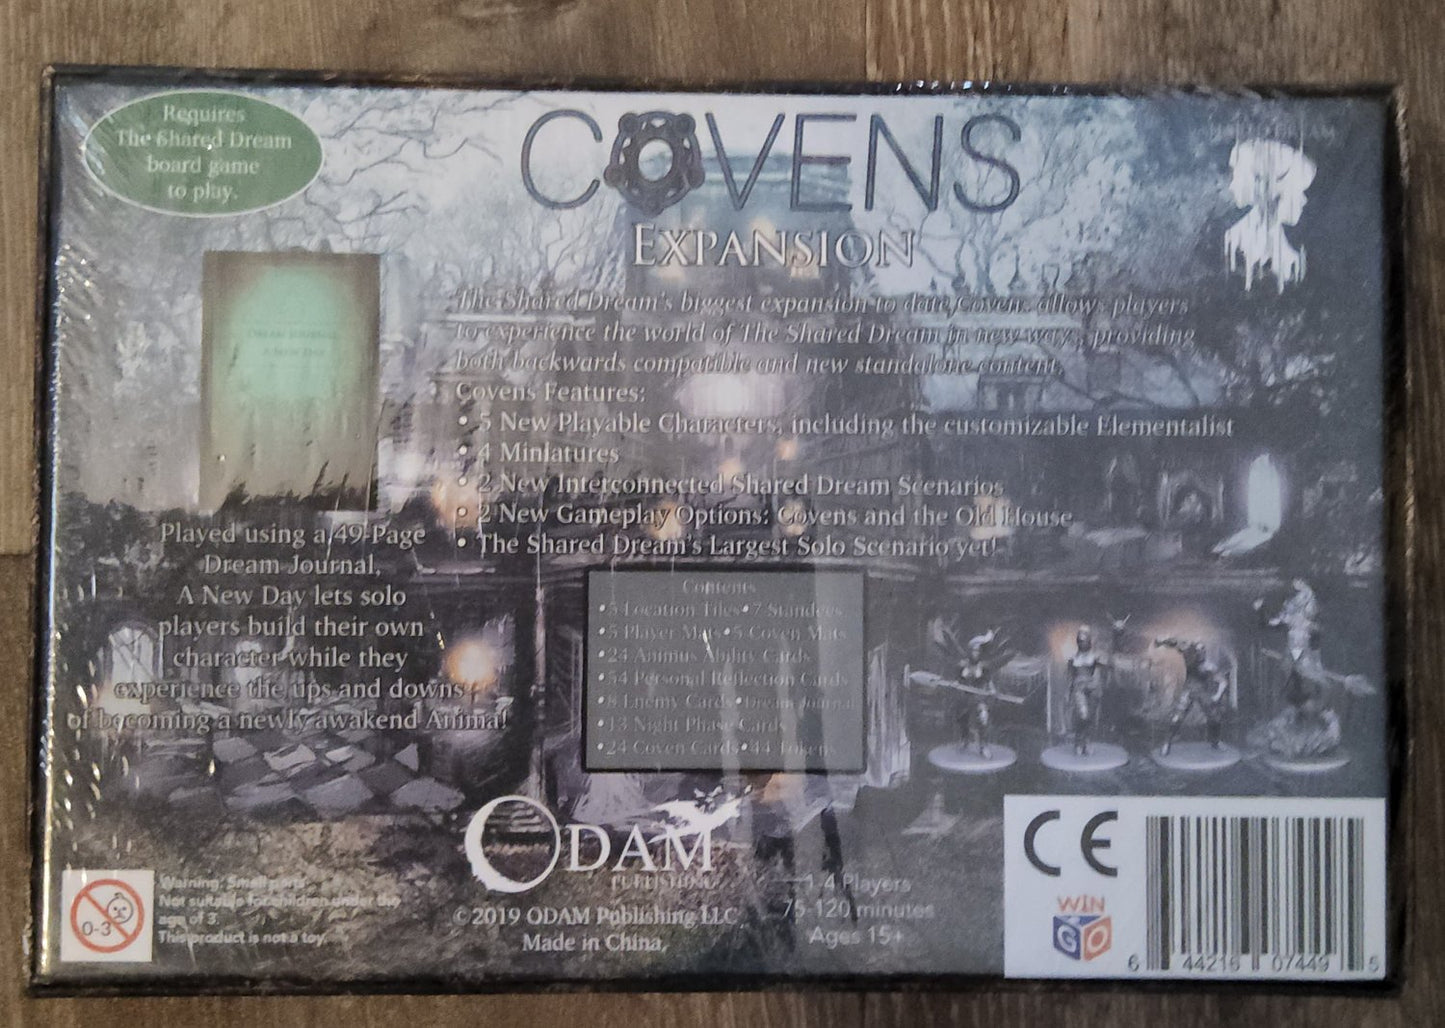 Requires
The Shared Dream
board game
to play.
COVENS
EXPANSION
The Shared Dream's biggest expansion to date, Covens allows players
to experience the world of The Shared Dream in new ways, providing
both backwards compatible and new standalone content.
Covens Features:
• 5 New Playable Characters, including the customizable Elementalist
• 4 Miniatures
• 2 New Interconnected Shared Dream Scenarios
• 2 New Gameplay Options: Covens and the Old House
• The Shared Dream's Largest Solo Scenario yet!
A NEW DAY
Played using a 49-Page
Dream Journal,
A New Day lets solo
players build their own
character while they
experience the ups and downs
of becoming a newly awakend Anima!
Contents
• 5 Location Tiles • 7 Standees
• 5 Player Mats • 5 Coven Mats
• 24 Animus Ability Cards
• 54 Personal Reflection Cards
• 8 Enemy Cards • Dream Journal
• 13 Night Phase Cards
• 24 Coven Cards • 44 Tokens
ODAM
PUBLISHING
© 2019 ODAM Publishing LLC
Made in China.
1-4 Players
75-120 minutes
Ages 15+
0-3
Warning: Small parts
Not suitable for children under the
age of 3.
This product is not a toy.
CE
WIN
GO
6 44216 07449 5